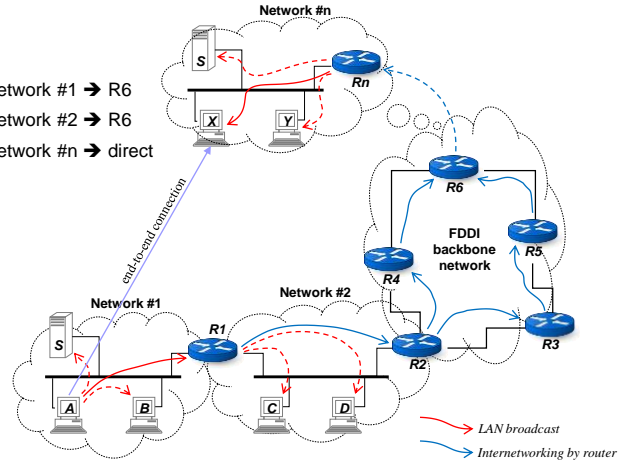 Network #n
S
Rn
etwork #1 ➔ R6
etwork #2 ➔ R6
etwork #n ➔ direct
X
Y
R6
FDDI
backbone
network
R5
R4
end-to-end connection
Network #1
Network #2
R1
S
R2
R3
A
B
C
D
LAN broadcast
Internetworking by router